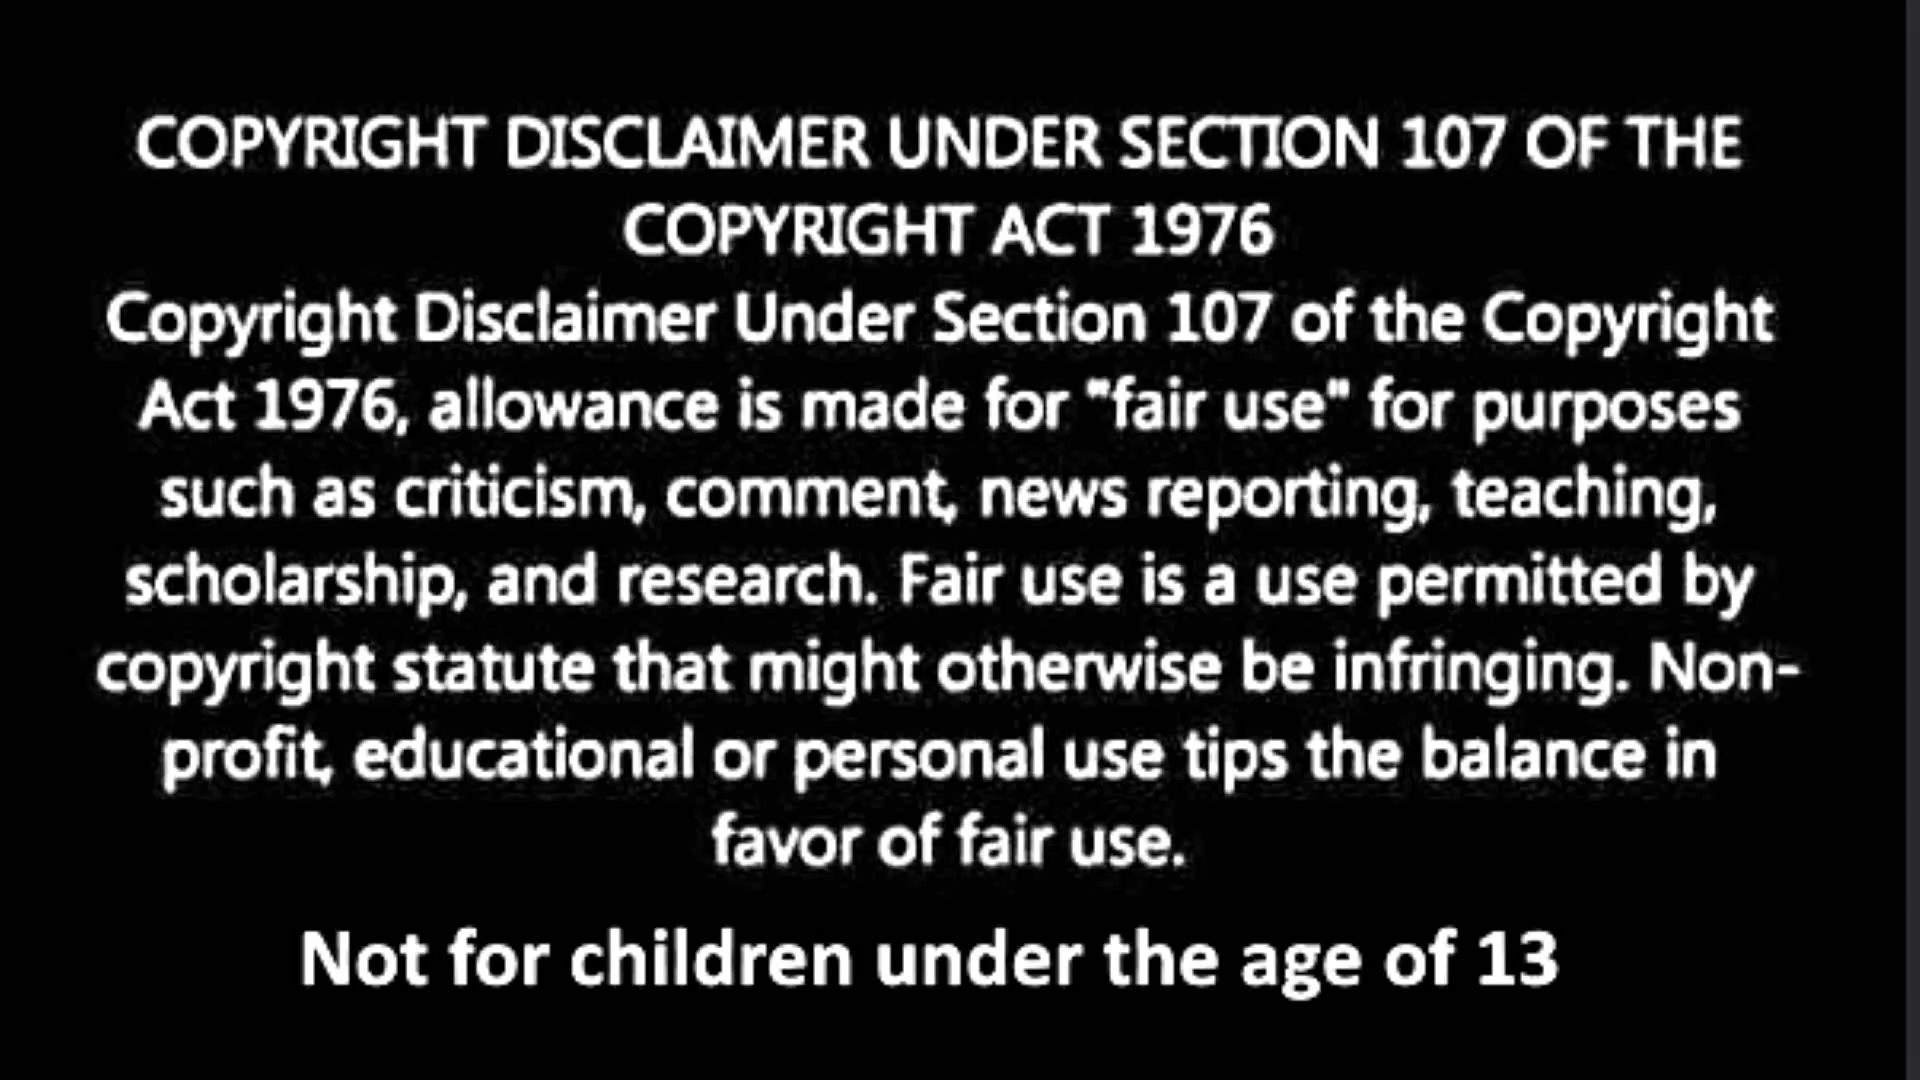 COPYRIGHT DISCLAIMER UNDER SECTION 107 OF THE
COPYRIGHT ACT 1976
Copyright Disclaimer Under Section 107 of the Copyright
Act 1976, allowance is made for "fair use" for purposes
such as criticism, comment, news reporting, teaching,
scholarship, and research. Fair use is a use permitted by
copyright statute that might otherwise be infringing. Non-
profit, educational or personal use tips the balance in
favor of fair use.
Not for children under the age of 13